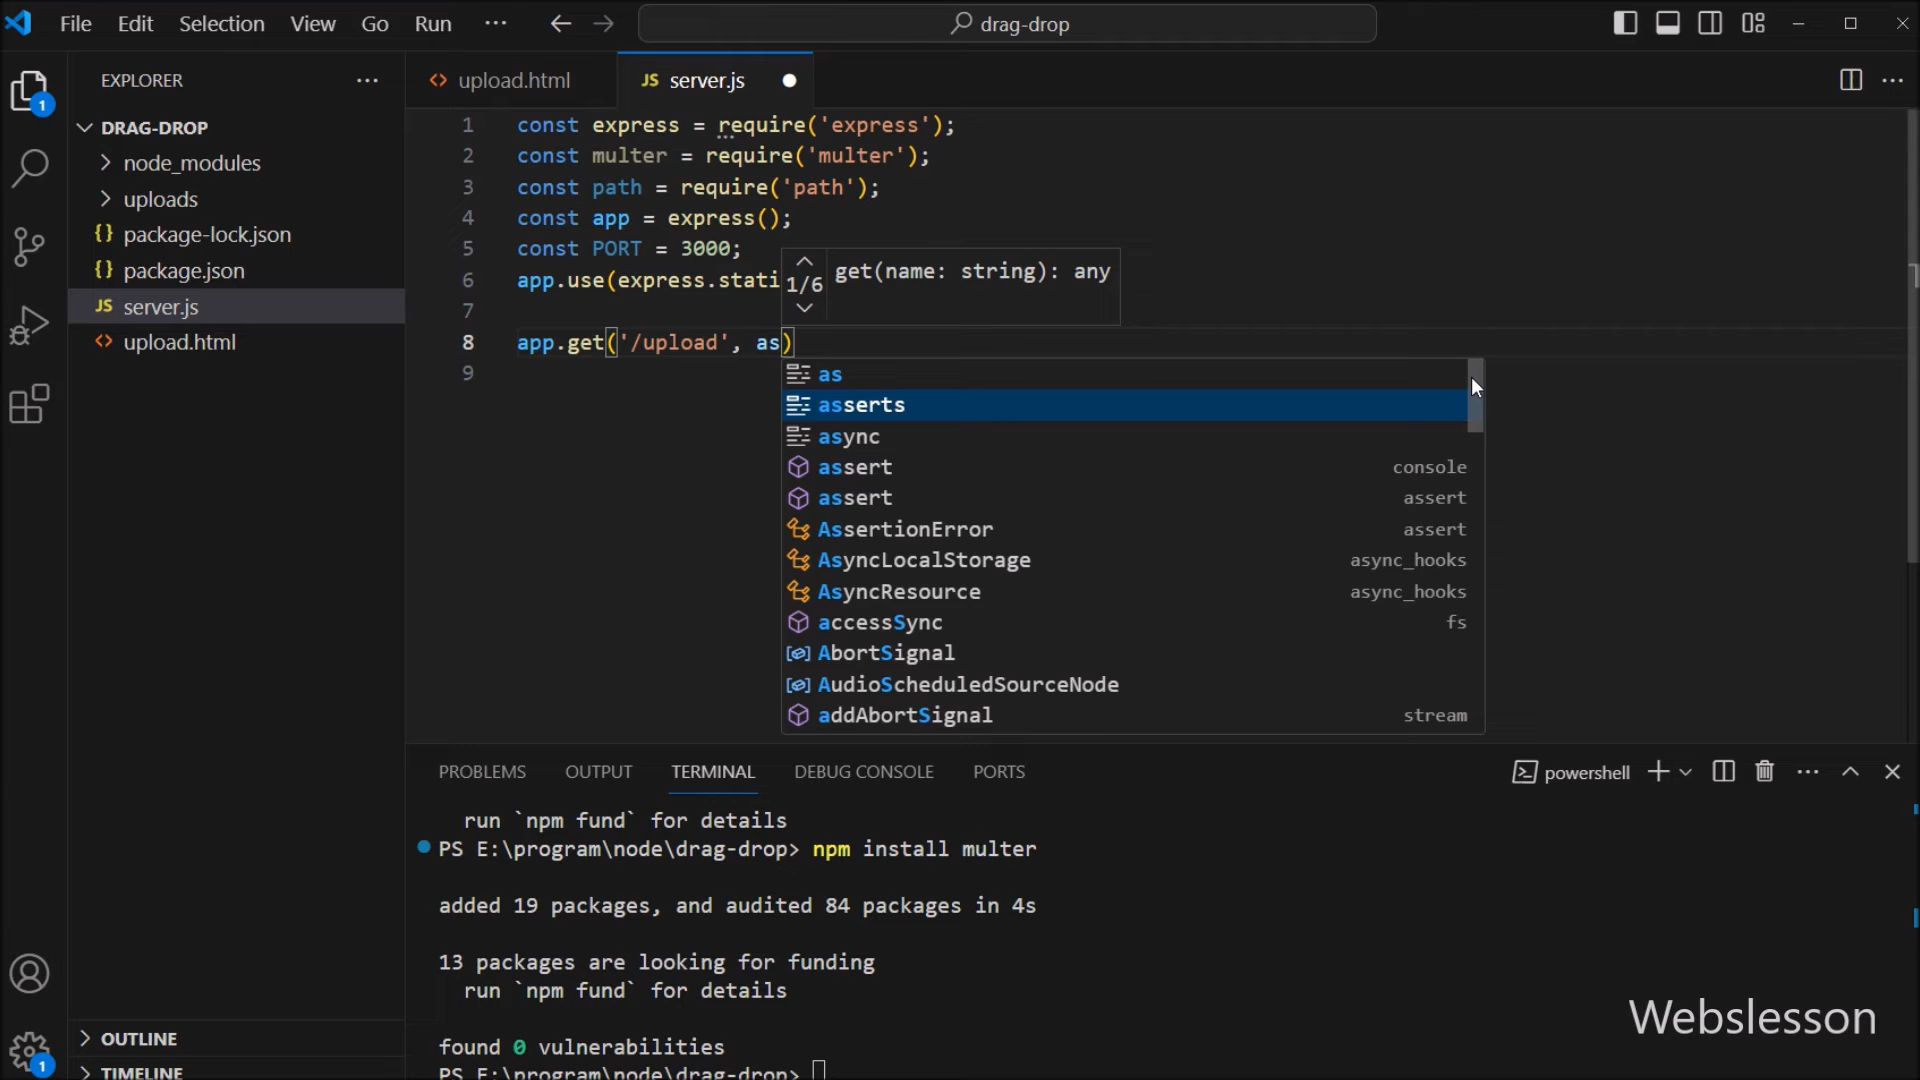 File Edit Selection View Go Run ··· drag-drop
EXPLORER ···
DRAG-DROP
node_modules
uploads
{} package-lock.json
{} package.json
JS server.js
<> upload.html
OUTLINE
TIMELINE
1
1
<> upload.html
JS server.js
1 const express = require('express');
2 const multer = require('multer');
3 const path = require('path');
4 const app = express();
5 const PORT = 3000;
6 app.use(express.stati
7
8 app.get('/upload', as)
9
1/6 get(name: string): any
as
asserts
async
assert console
assert assert
AssertionError assert
AsyncLocalStorage async_hooks
AsyncResource async_hooks
accessSync fs
AbortSignal
AudioScheduledSourceNode
addAbortSignal stream
PROBLEMS OUTPUT TERMINAL DEBUG CONSOLE PORTS powershell
run `npm fund` for details
PS E:\program\node\drag-drop> npm install multer
added 19 packages, and audited 84 packages in 4s
13 packages are looking for funding
run `npm fund` for details
found 0 vulnerabilities
PS E:\program\node\drag-drop>
Webslesson